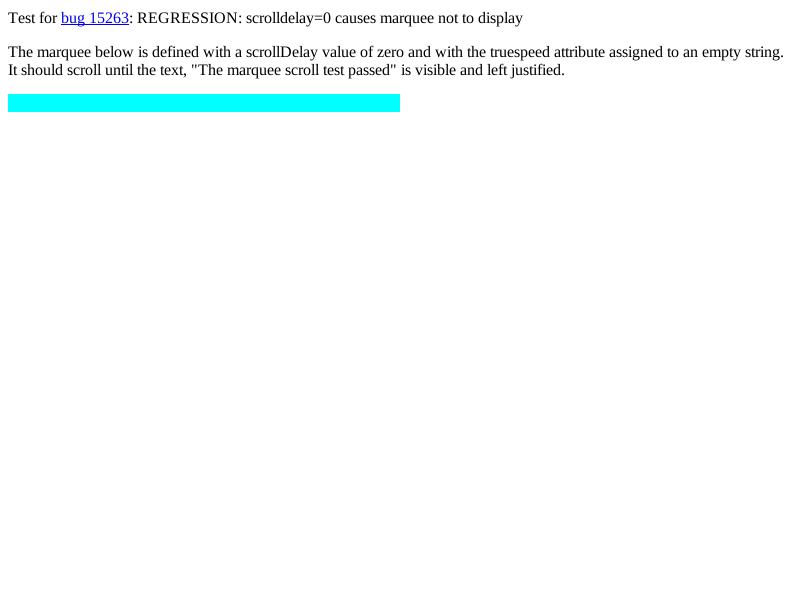 Test for bug 15263: REGRESSION: scrolldelay=0 causes marquee not to display
The marquee below is defined with a scrollDelay value of zero and with the truespeed attribute assigned to an empty string.
It should scroll until the text, "The marquee scroll test passed" is visible and left justified.